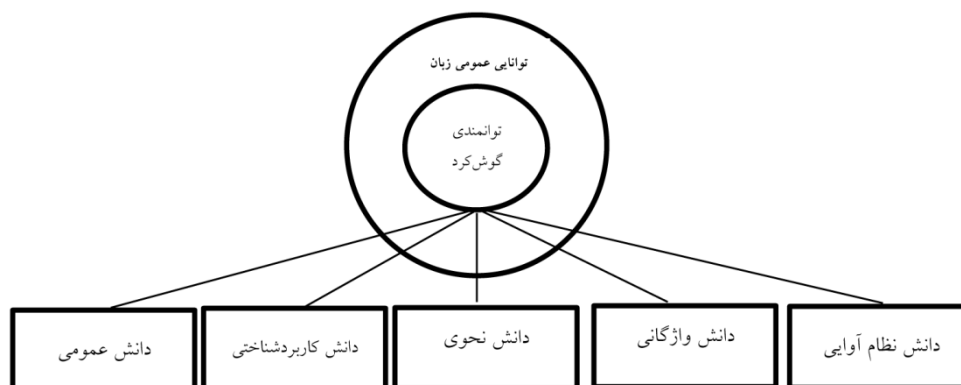 توانایی عمومی زبان
توانمندی
گوش‌کرد
دانش نظام آوایی
دانش واژگانی
دانش نحوی
دانش کاربردشناختی
دانش عمومی